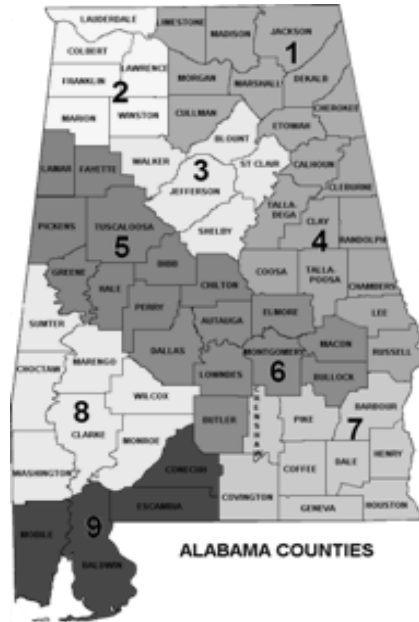 LAUDERDALE
LIMESTONE
MADISON
JACKSON
1
COLBERT
LAWRENCE
FRANKLIN
2
MORGAN
MARSHALL
DEKALB
CHEROKEE
MARION
WINSTON
CULLMAN
ETOWAH
BLOUNT
LAMAR
FAYETTE
WALKER
3
ST CLAIR
CALHOUN
CLEBURNE
JEFFERSON
TALLA-
DEGA
PICKENS
TUSCALOOSA
5
SHELBY
CLAY
4
RANDOLPH
BIBB
GREENE
HALE
CHILTON
COOSA
TALLA-
POOSA
CHAMBERS
PERRY
SUMTER
AUTAUGA
ELMORE
LEE
MARENGO
DALLAS
MACON
RUSSELL
CHOCTAW
LOWNDES
MONTGOMERY
6
BULLOCK
WILCOX
8
CLARKE
BUTLER
CRENSHAW
PIKE
BARBOUR
7
MONROE
WASHINGTON
CONECUH
COFFEE
DALE
HENRY
ESCAMBIA
COVINGTON
GENEVA
HOUSTON
MOBILE
9
BALDWIN
ALABAMA COUNTIES